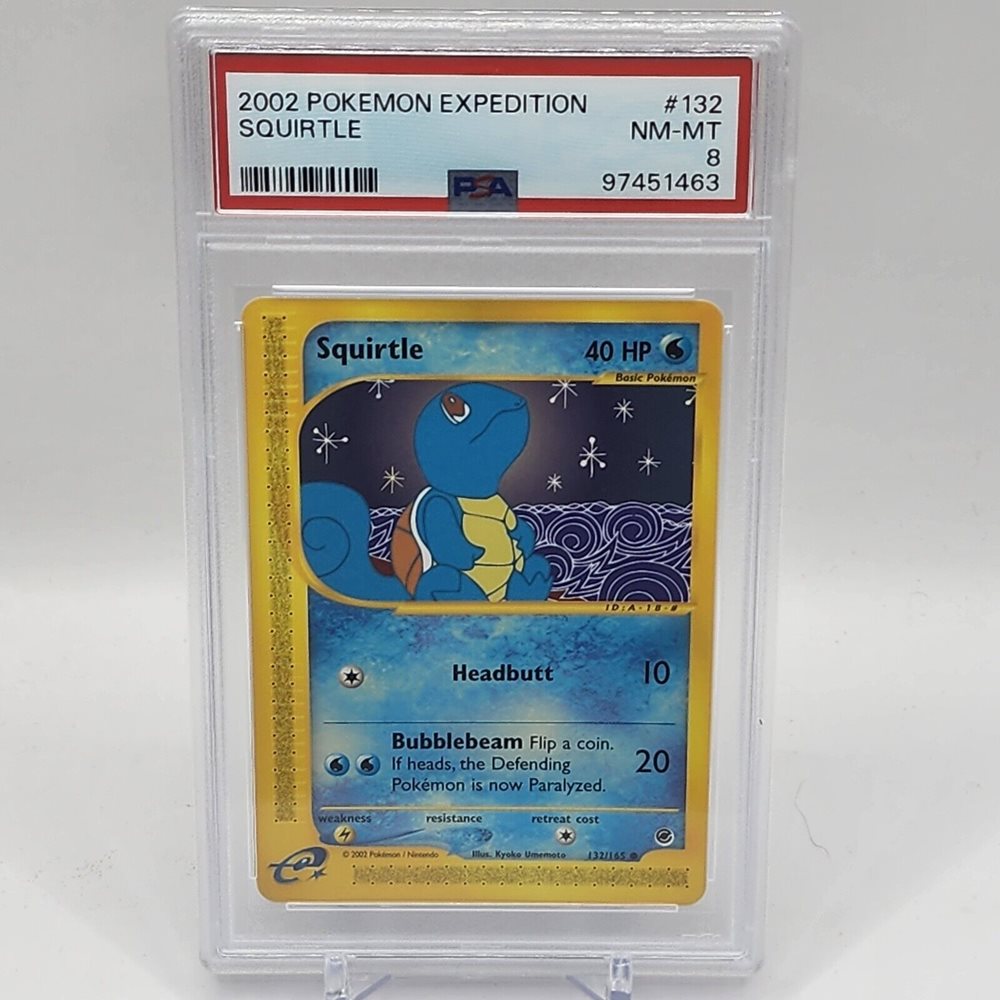 2002 POKEMON EXPEDITION #132
SQUIRTLE NM-MT
8
PSA 97451463
Squirtle 40 HP
Basic Pokémon
ID:A-1B-#
Headbutt 10
Bubblebeam Flip a coin.
If heads, the Defending 20
Pokémon is now Paralyzed.
weakness resistance retreat cost
© 2002 Pokémon / Nintendo Illus. Kyoko Umemoto 132/165
e